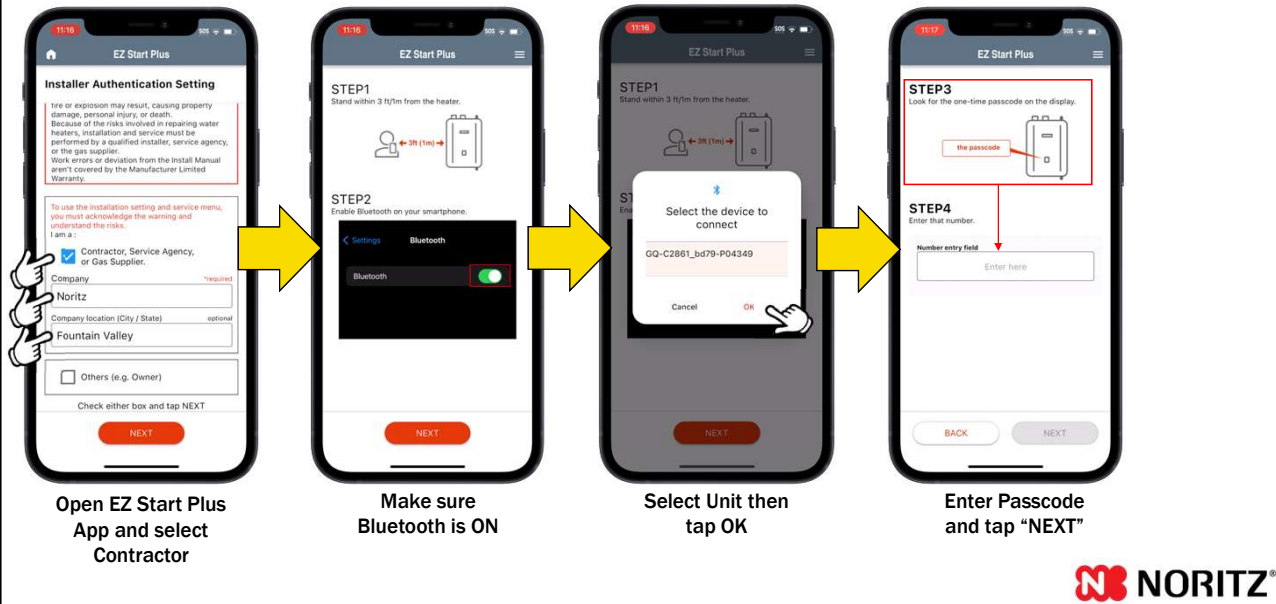 11:16
SOS
EZ Start Plus
Installer Authentication Setting
fire or explosion may result, causing property
damage, personal injury, or death.
Because of the risks involved in repairing water
heaters, installation and service must be
performed by a qualified installer, service agency,
or the gas supplier.
Work errors or deviation from the Install Manual
aren't covered by the Manufacturer Limited
Warranty.
To use the installation setting and service menu,
you must acknowledge the warning and
understand the risks.
I am a :
Contractor, Service Agency,
or Gas Supplier.
Company *required
Noritz
Company location (City / State) optional
Fountain Valley
Others (e.g. Owner)
Check either box and tap NEXT
NEXT
Open EZ Start Plus
App and select
Contractor
11:16
SOS
EZ Start Plus
STEP1
Stand within 3 ft/1m from the heater.
3ft (1m)
STEP2
Enable Bluetooth on your smartphone.
Settings Bluetooth
Bluetooth
NEXT
Make sure
Bluetooth is ON
11:16
SOS
EZ Start Plus
STEP1
Stand within 3 ft/1m from the heater.
3ft (1m)
ST
Ena
Select the device to
connect
GQ-C2861_bd79-P04349
Cancel OK
NEXT
Select Unit then
tap OK
11:17
SOS
EZ Start Plus
STEP3
Look for the one-time passcode on the display.
the passcode
STEP4
Enter that number.
Number entry field
Enter here
BACK NEXT
Enter Passcode
and tap “NEXT”
NORITZ®